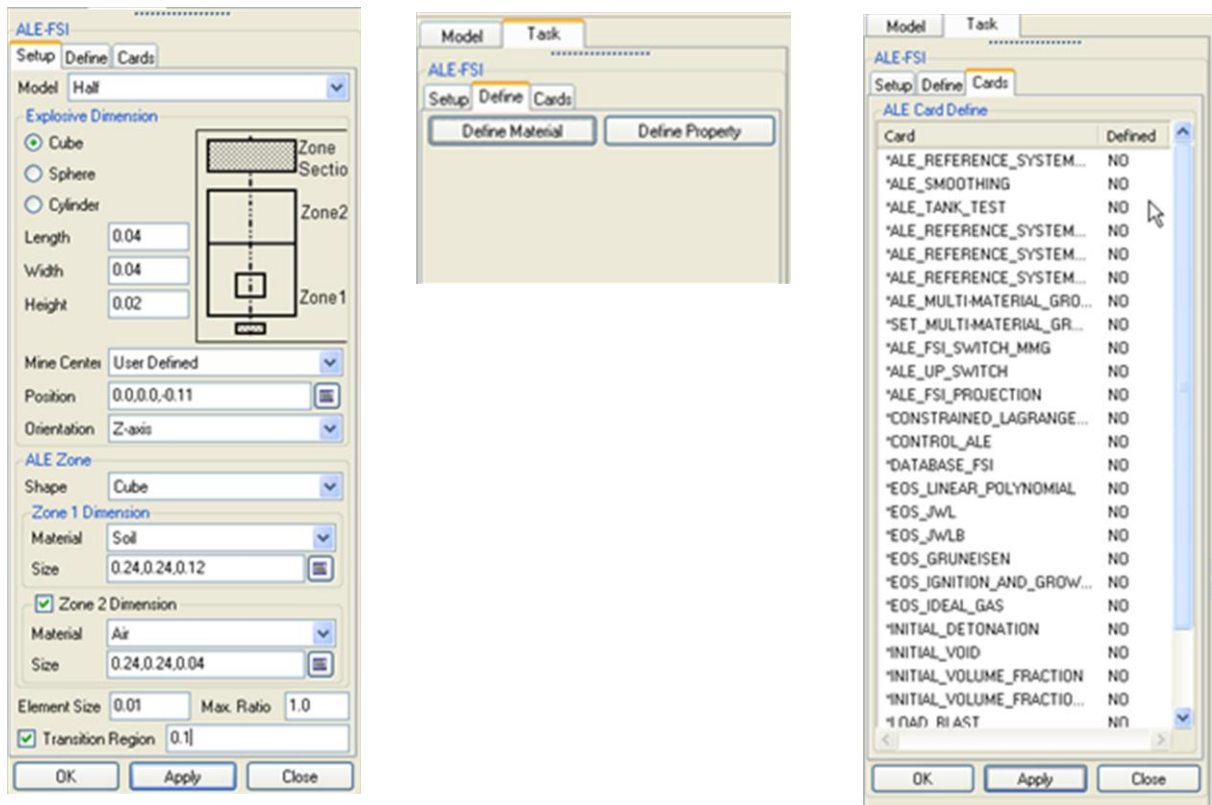 ALE-FSI
Setup Define Cards
Model Half
Explosive Dimension
Cube
Sphere
Cylinder
Length 0.04
Width 0.04
Height 0.02
Zone
Sectio
Zone2
Zone1
Mine Center User Defined
Position 0.0,0.0,-0.11
Orientation Z-axis
ALE Zone
Shape Cube
Zone 1 Dimension
Material Soil
Size 0.24,0.24,0.12
Zone 2 Dimension
Material Air
Size 0.24,0.24,0.04
Element Size 0.01 Max. Ratio 1.0
Transition Region 0.1
OK Apply Close
Model Task
ALE-FSI
Setup Define Cards
Define Material Define Property
Model Task
ALE-FSI
Setup Define Cards
ALE Card Define
Card Defined
*ALE_REFERENCE_SYSTEM... NO
*ALE_SMOOTHING NO
*ALE_TANK_TEST NO
*ALE_REFERENCE_SYSTEM... NO
*ALE_REFERENCE_SYSTEM... NO
*ALE_REFERENCE_SYSTEM... NO
*ALE_MULTI-MATERIAL_GRO... NO
*SET_MULTI-MATERIAL_GR... NO
*ALE_FSI_SWITCH_MMG NO
*ALE_UP_SWITCH NO
*ALE_FSI_PROJECTION NO
*CONSTRAINED_LAGRANGE... NO
*CONTROL_ALE NO
*DATABASE_FSI NO
*EOS_LINEAR_POLYNOMIAL NO
*EOS_JWL NO
*EOS_JWLB NO
*EOS_GRUNEISEN NO
*EOS_IGNITION_AND_GROW... NO
*EOS_IDEAL_GAS NO
*INITIAL_DETONATION NO
*INITIAL_VOID NO
*INITIAL_VOLUME_FRACTION NO
*INITIAL_VOLUME_FRACTIO... NO
*LOAD_BLAST NO
OK Apply Close